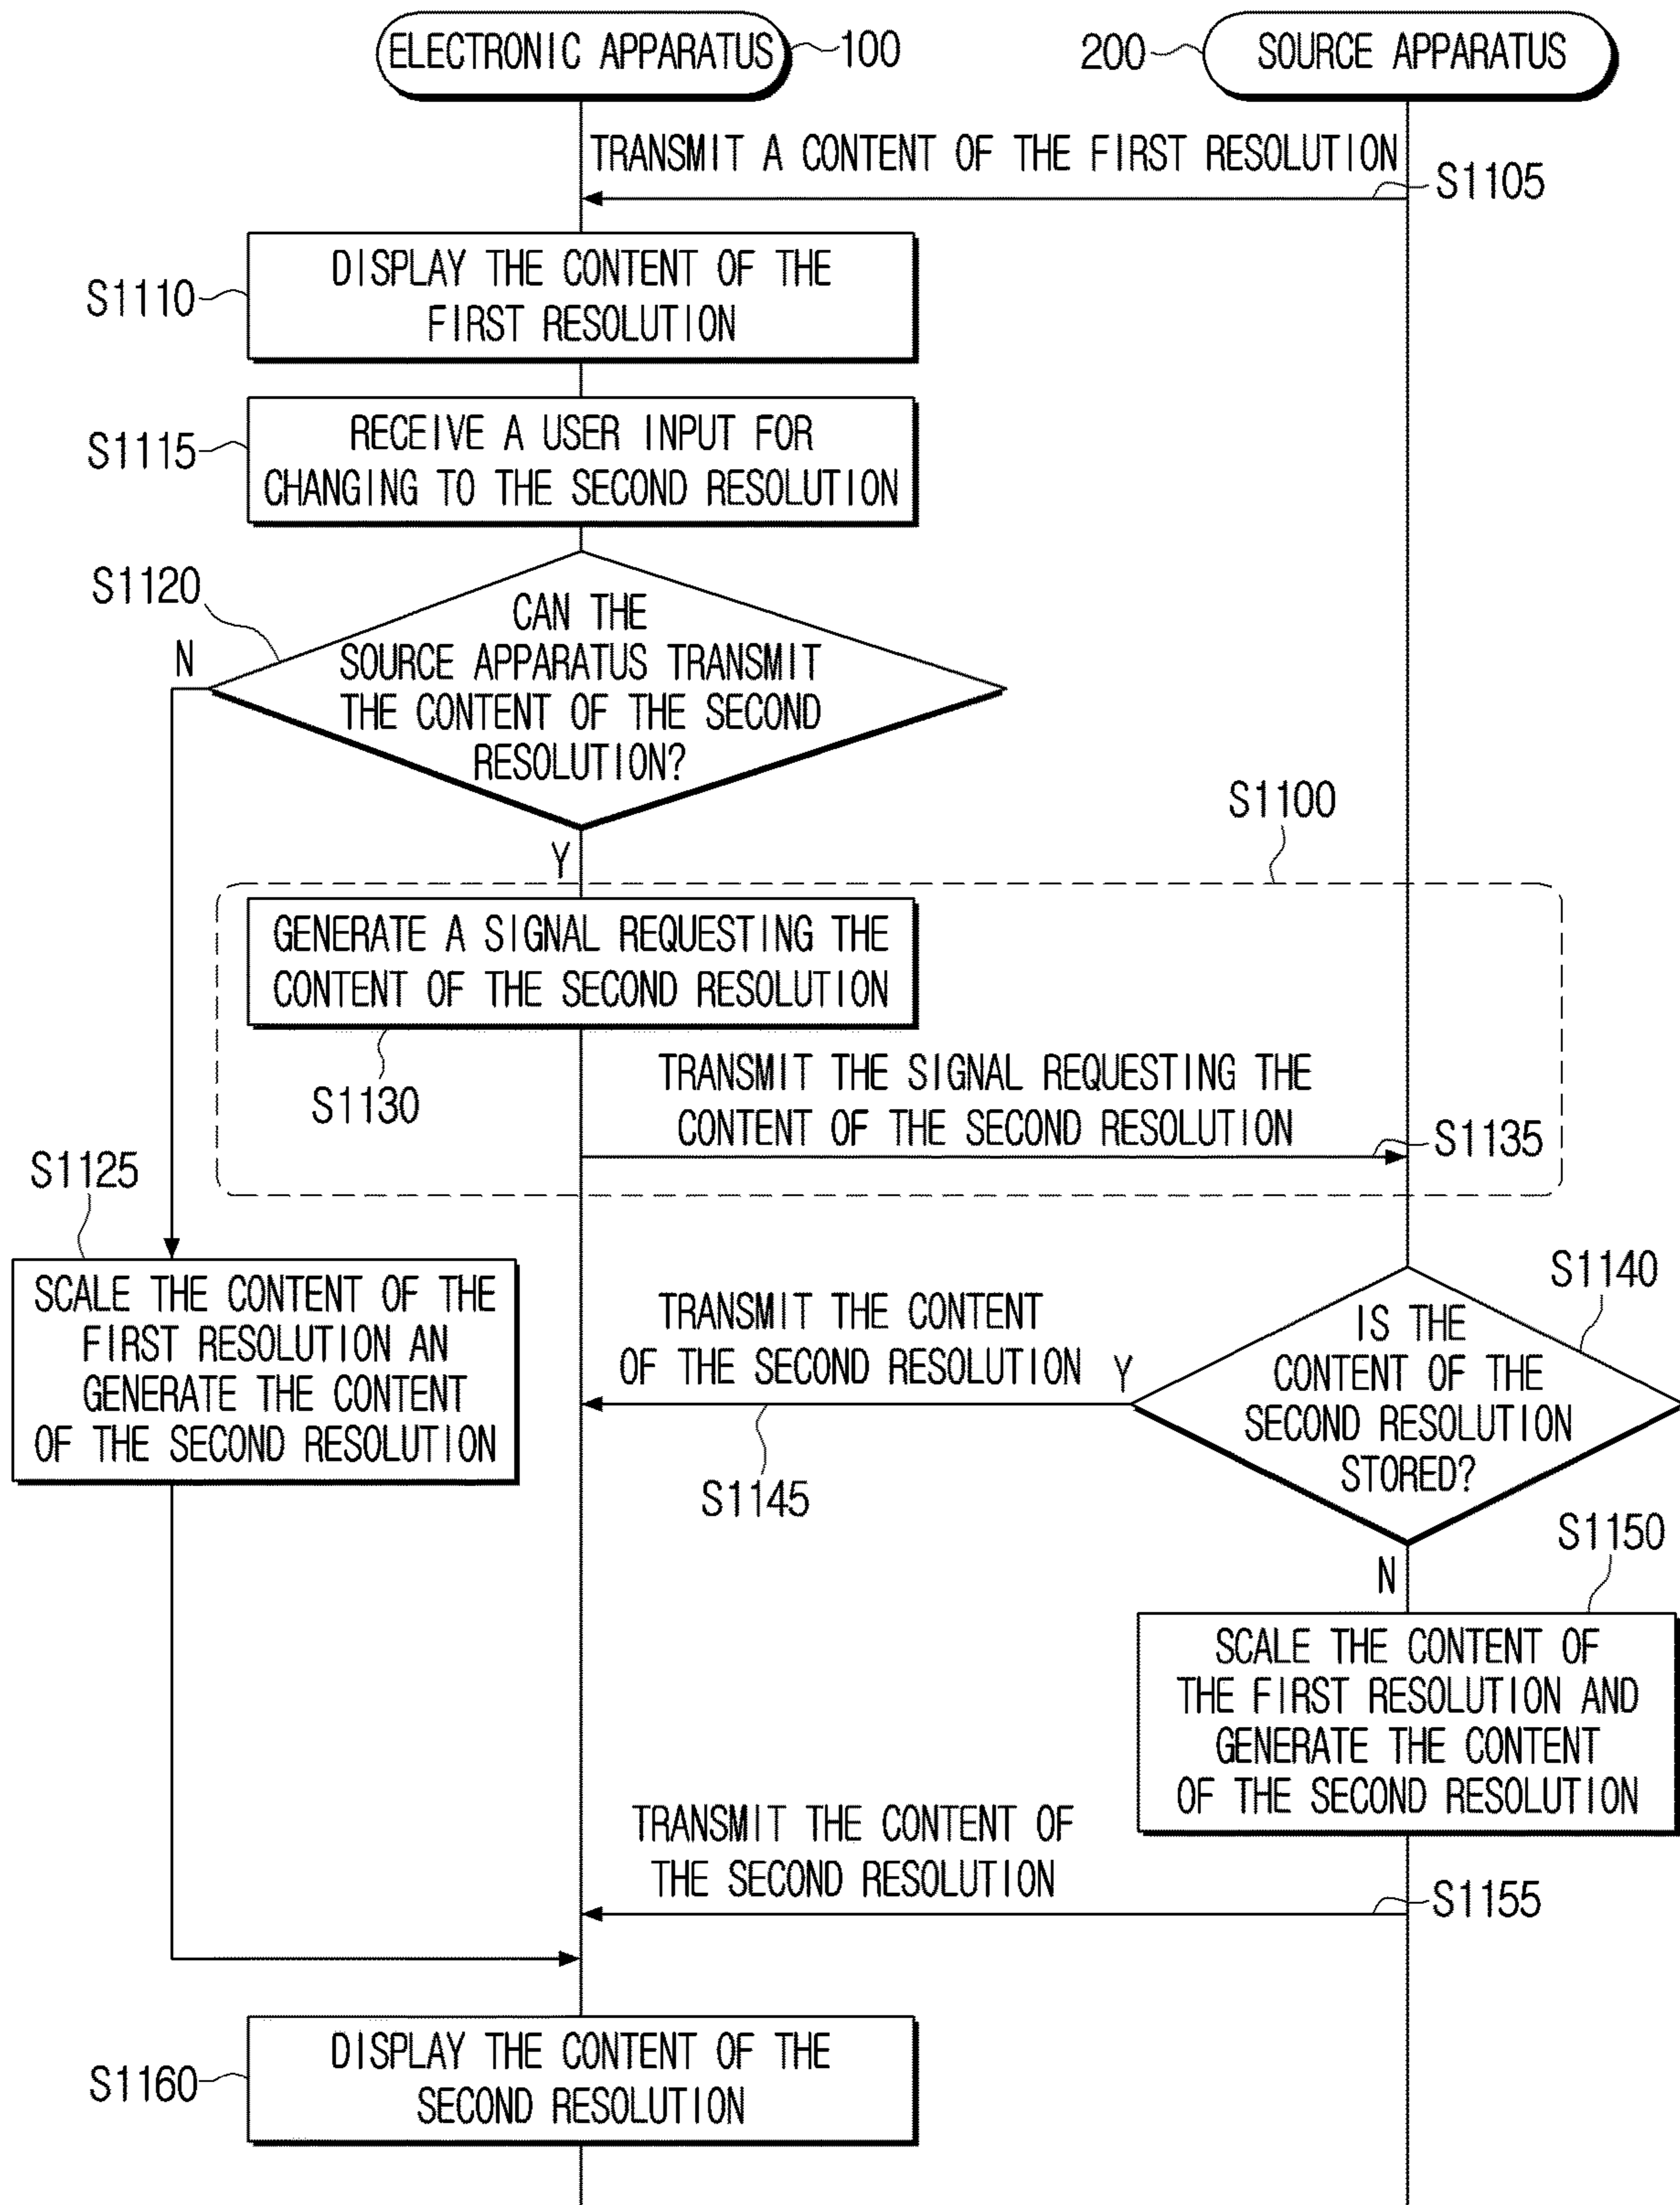 ELECTRONIC APPARATUS
100
200
SOURCE APPARATUS
TRANSMIT A CONTENT OF THE FIRST RESOLUTION
S1105
S1110
DISPLAY THE CONTENT OF THE
FIRST RESOLUTION
S1115
RECEIVE A USER INPUT FOR
CHANGING TO THE SECOND RESOLUTION
S1120
N
CAN THE
SOURCE APPARATUS TRANSMIT
THE CONTENT OF THE SECOND
RESOLUTION?
Y
S1100
GENERATE A SIGNAL REQUESTING THE
CONTENT OF THE SECOND RESOLUTION
S1130
TRANSMIT THE SIGNAL REQUESTING THE
CONTENT OF THE SECOND RESOLUTION
S1135
S1125
SCALE THE CONTENT OF THE
FIRST RESOLUTION AN
GENERATE THE CONTENT
OF THE SECOND RESOLUTION
TRANSMIT THE CONTENT
OF THE SECOND RESOLUTION
Y
S1145
S1140
IS THE
CONTENT OF THE
SECOND RESOLUTION
STORED?
N
S1150
SCALE THE CONTENT OF
THE FIRST RESOLUTION AND
GENERATE THE CONTENT
OF THE SECOND RESOLUTION
TRANSMIT THE CONTENT OF
THE SECOND RESOLUTION
S1155
S1160
DISPLAY THE CONTENT OF THE
SECOND RESOLUTION